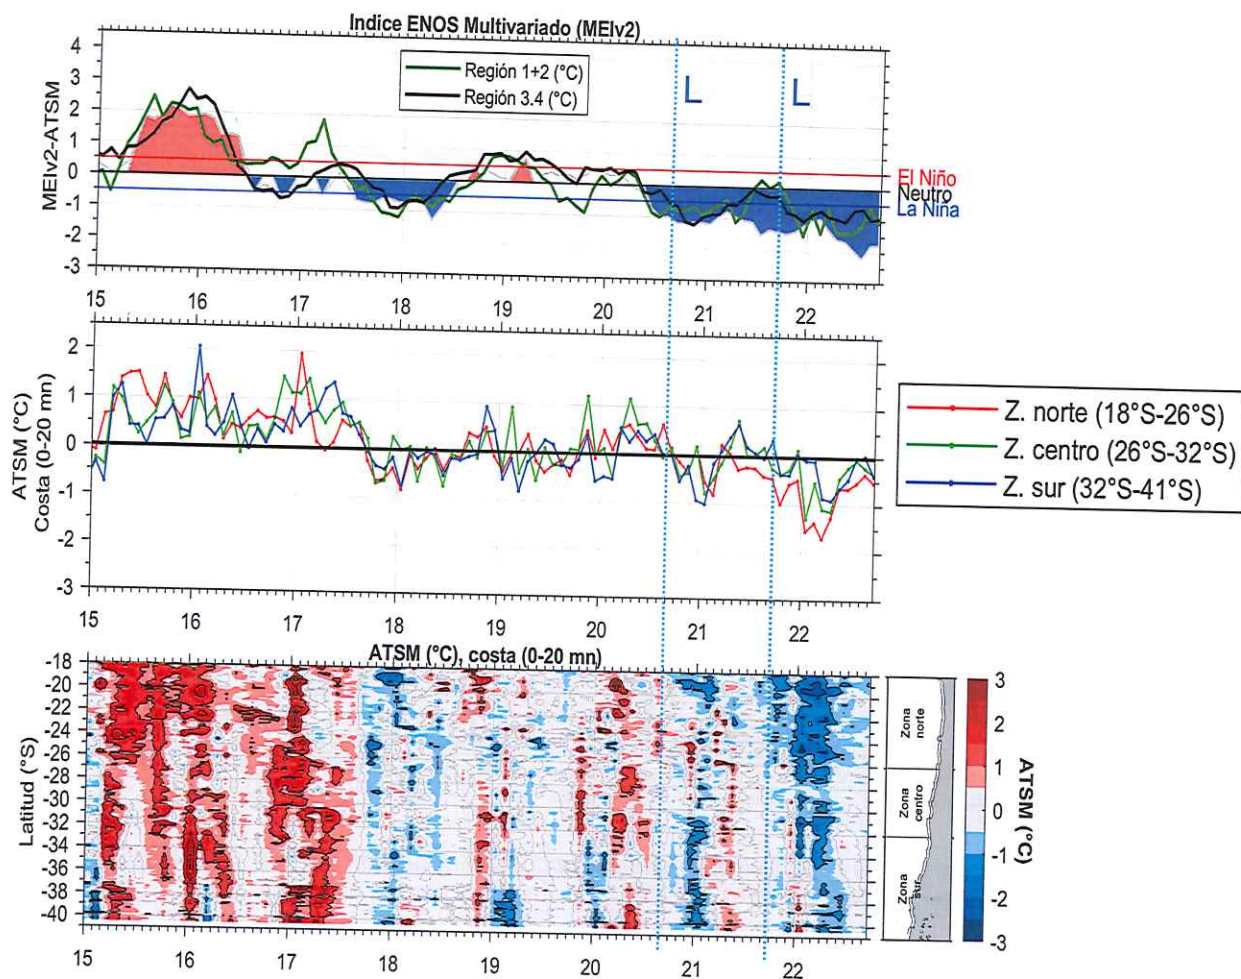 Indice ENOS Multivariado (MEIv2)
MEIv2-ATSM
4
3
2
1
0
-1
-2
-3
Región 1+2 (°C)
Región 3.4 (°C)
L
L
El Niño
Neutro
La Niña
15
16
17
18
19
20
21
22
ATSM (°C)
Costa (0-20 mn)
2
1
0
-1
-2
-3
Z. norte (18°S-26°S)
Z. centro (26°S-32°S)
Z. sur (32°S-41°S)
15
16
17
18
19
20
21
22
ATSM (°C), costa (0-20 mn)
Latitud (°S)
-18
-20
-22
-24
-26
-28
-30
-32
-34
-36
-38
-40
Zona
norte
Zona
centro
Zona
sur
3
2
1
0
-1
-2
-3
ATSM (°C)
15
16
17
18
19
20
21
22